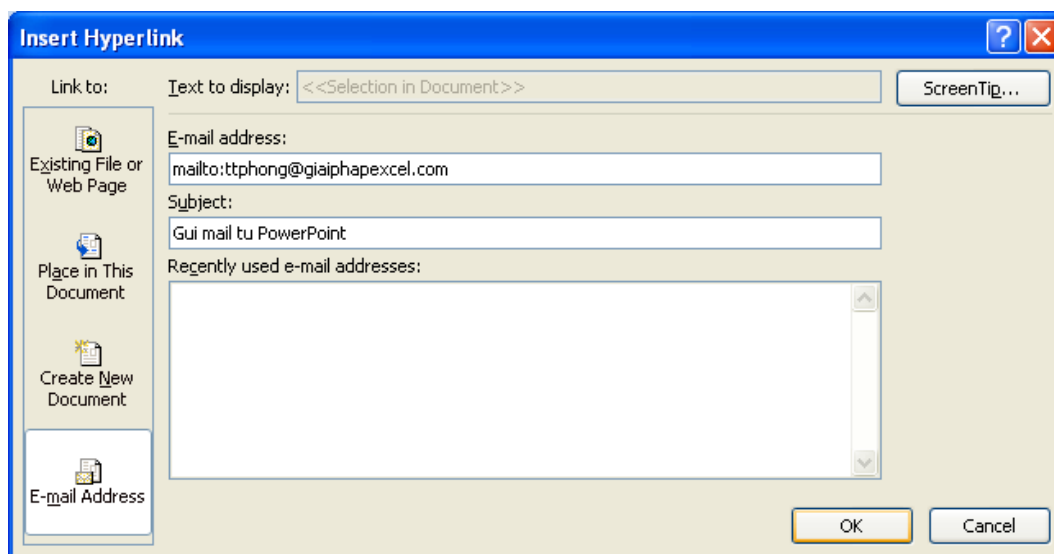 Insert Hyperlink
Link to:
Text to display: <<Selection in Document>>
ScreenTip...
Existing File or
Web Page
Place in This
Document
Create New
Document
E-mail Address
E-mail address:
mailto:ttphong@giaiphapexcel.com
Subject:
Gui mail tu PowerPoint
Recently used e-mail addresses:
OK
Cancel